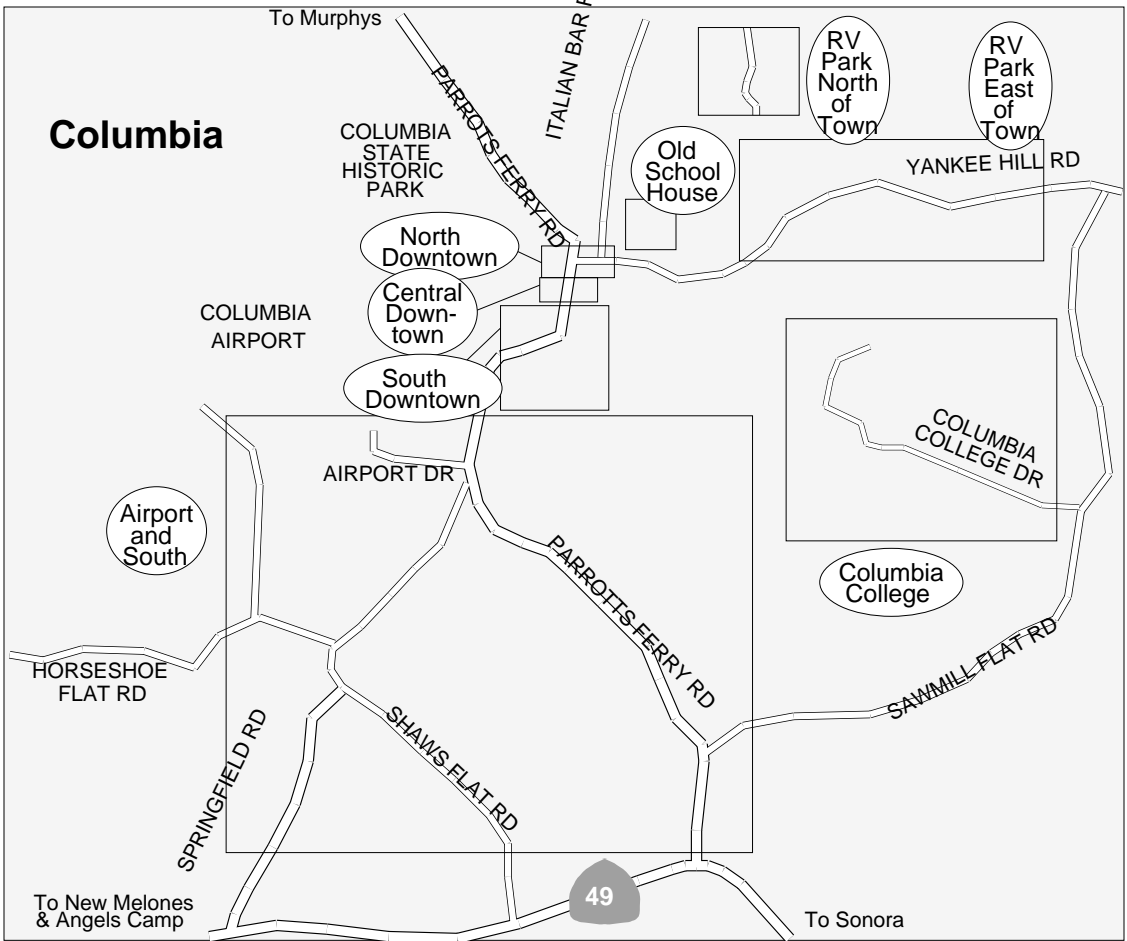 To Murphys
PARROTS FERRY RD
ITALIAN BAR
RV
Park
North
of
Town
RV
Park
East
of
Town
Columbia
COLUMBIA
STATE
HISTORIC
PARK
Old
School
House
YANKEE HILL RD
North
Downtown
Central
Down-
town
COLUMBIA
AIRPORT
South
Downtown
AIRPORT DR
COLUMBIA
COLLEGE DR
Airport
and
South
PARROTTS FERRY RD
Columbia
College
HORSESHOE
FLAT RD
SAWMILL FLAT RD
SPRINGFIELD RD
SHAWS FLAT RD
49
To New Melones
& Angels Camp
To Sonora